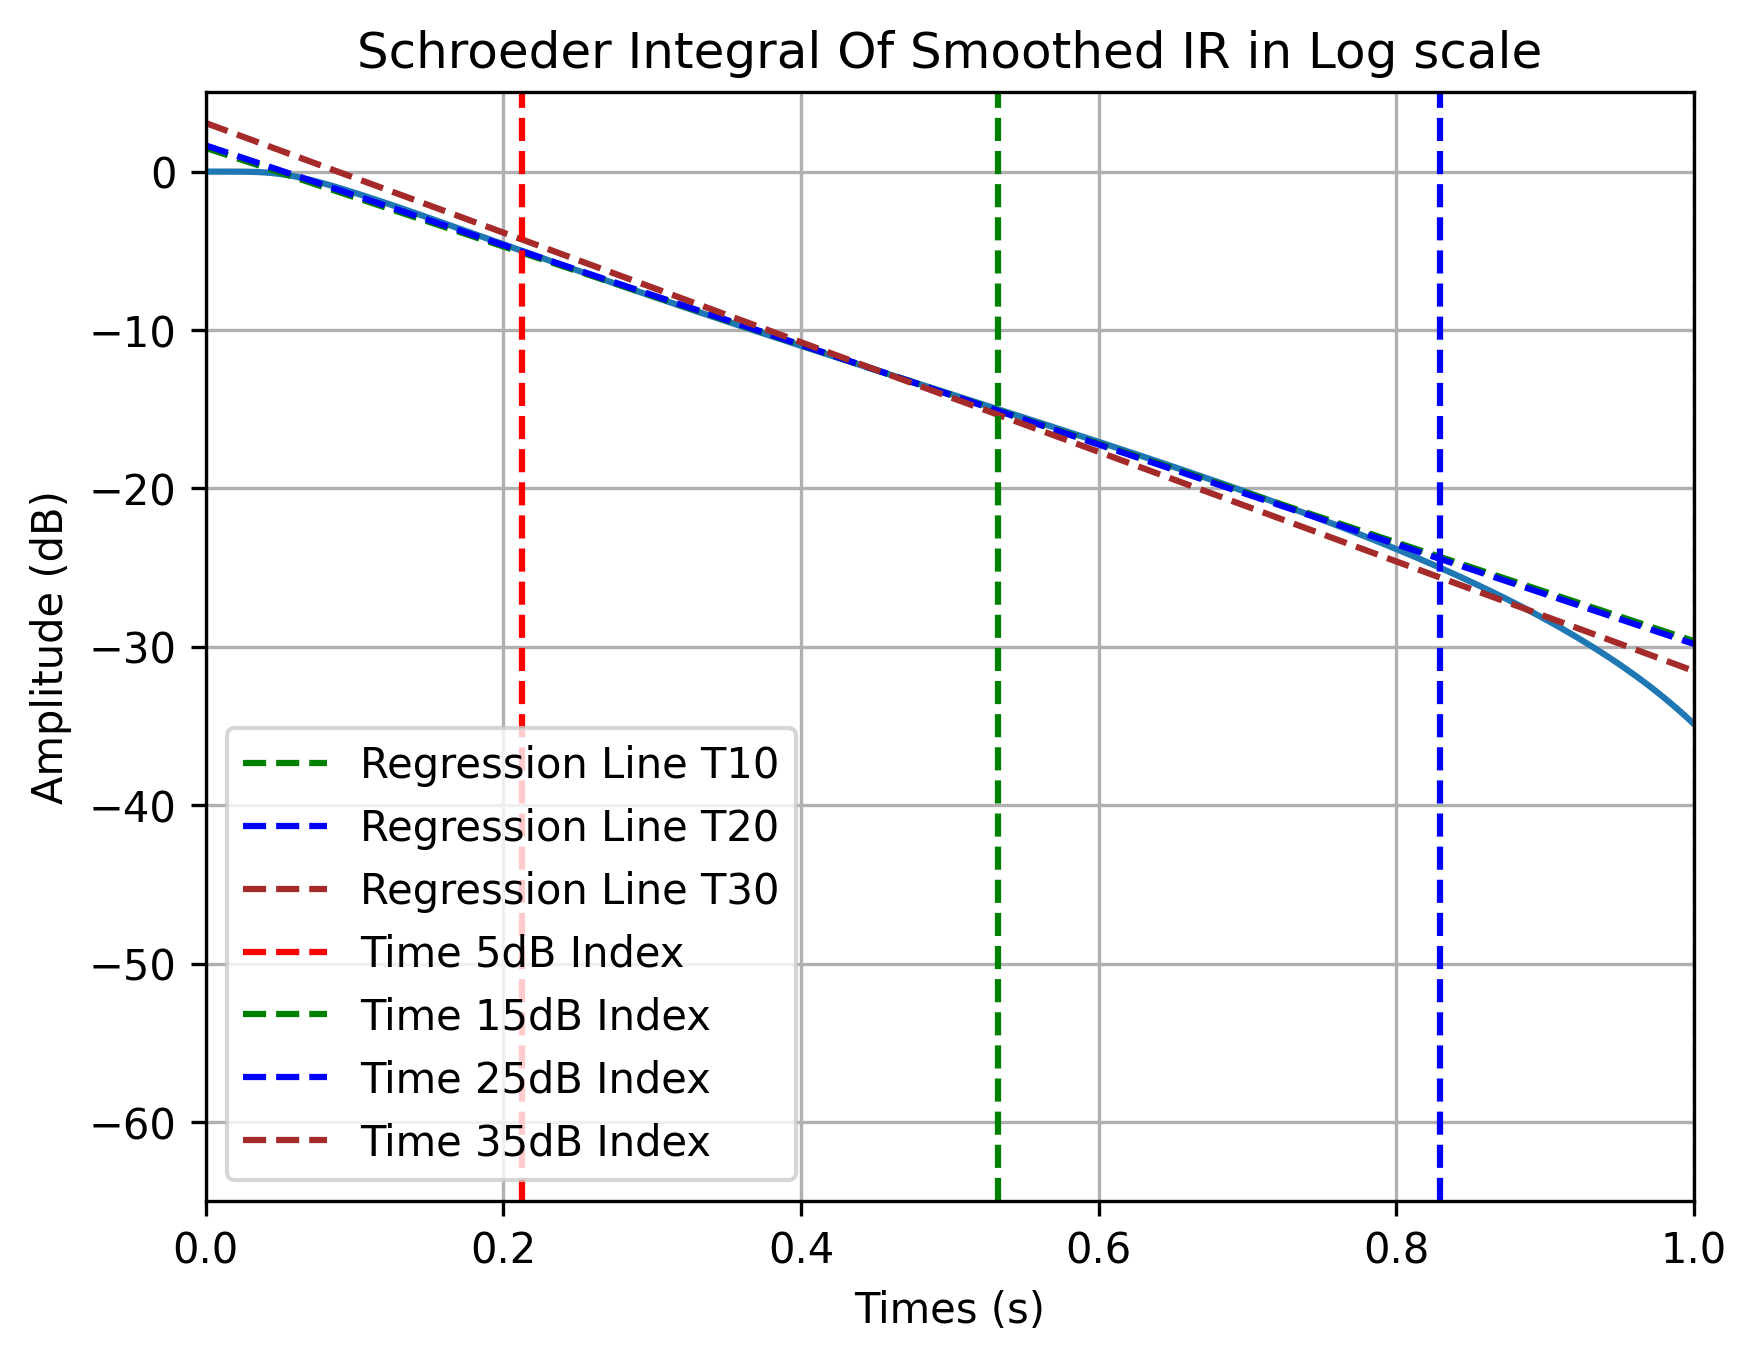 Schroeder Integral Of Smoothed IR in Log scale
0
−10
−20
−30
−40
−50
−60
Amplitude (dB)
Regression Line T10
Regression Line T20
Regression Line T30
Time 5dB Index
Time 15dB Index
Time 25dB Index
Time 35dB Index
0.0 0.2 0.4 0.6 0.8 1.0
Times (s)